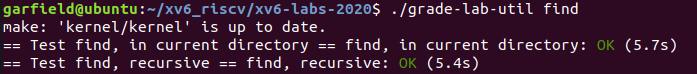 garfield@ubuntu:~/xv6_riscv/xv6-labs-2020$ ./grade-lab-util find
make: 'kernel/kernel' is up to date.
== Test find, in current directory == find, in current directory: OK (5.7s)
== Test find, recursive == find, recursive: OK (5.4s)